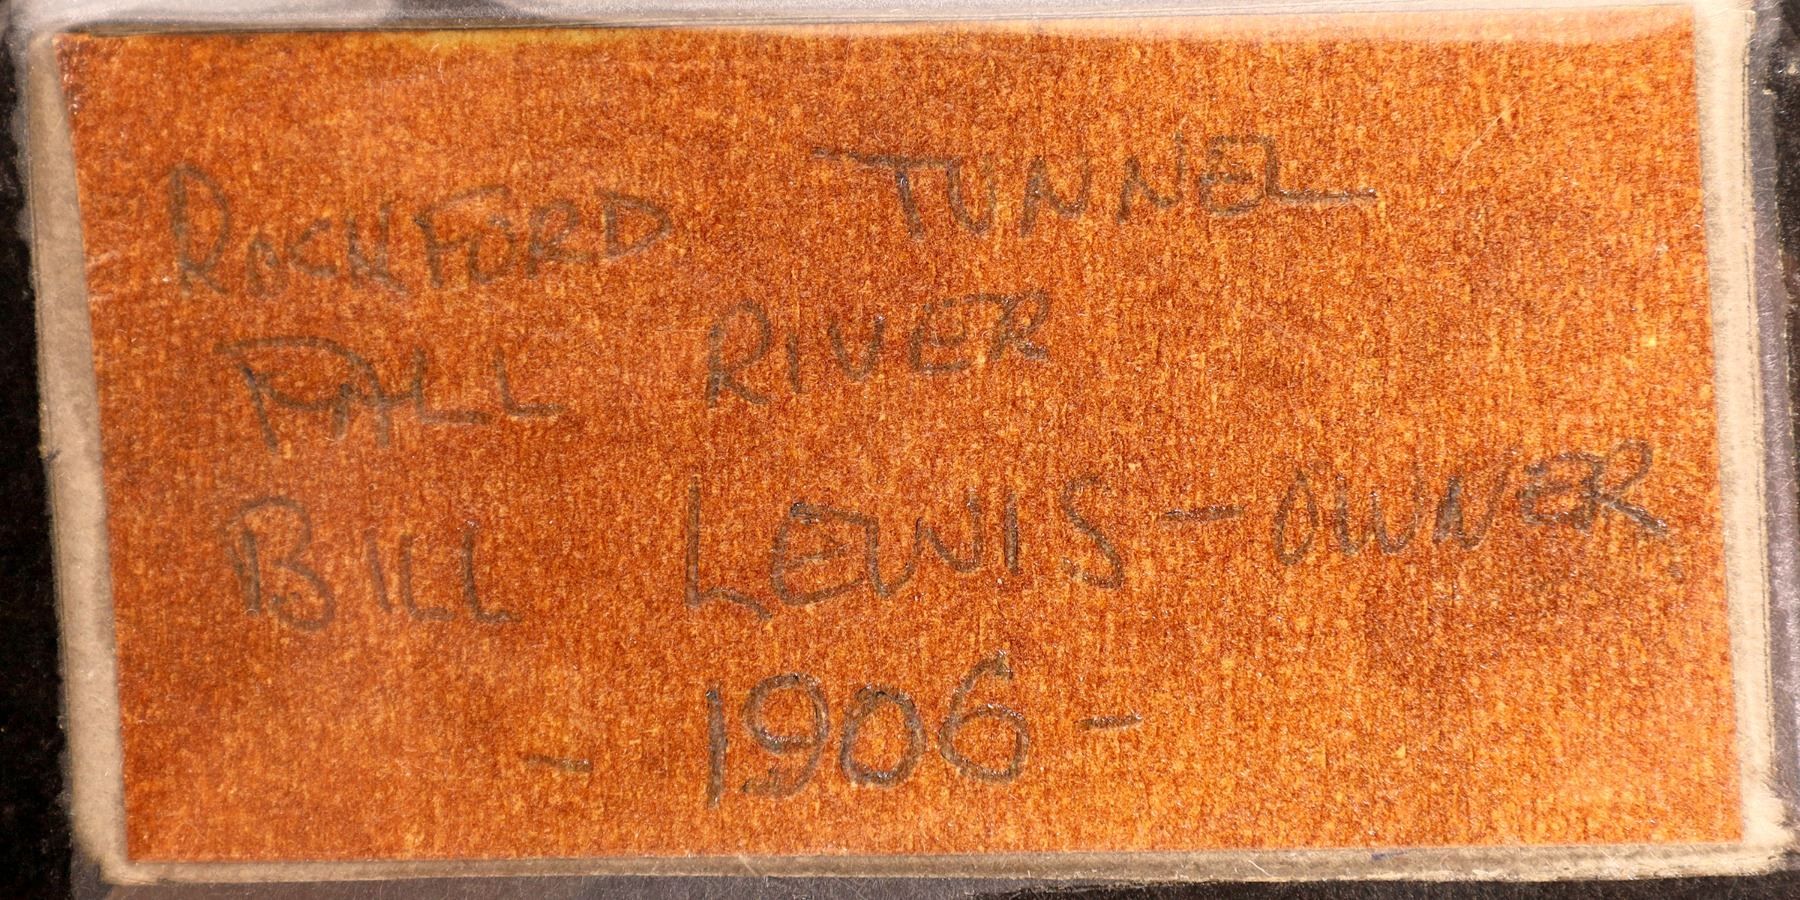 ROCKFORD TUNNEL
FALL RIVER
BILL LEWIS - OWNER.
- 1906 -